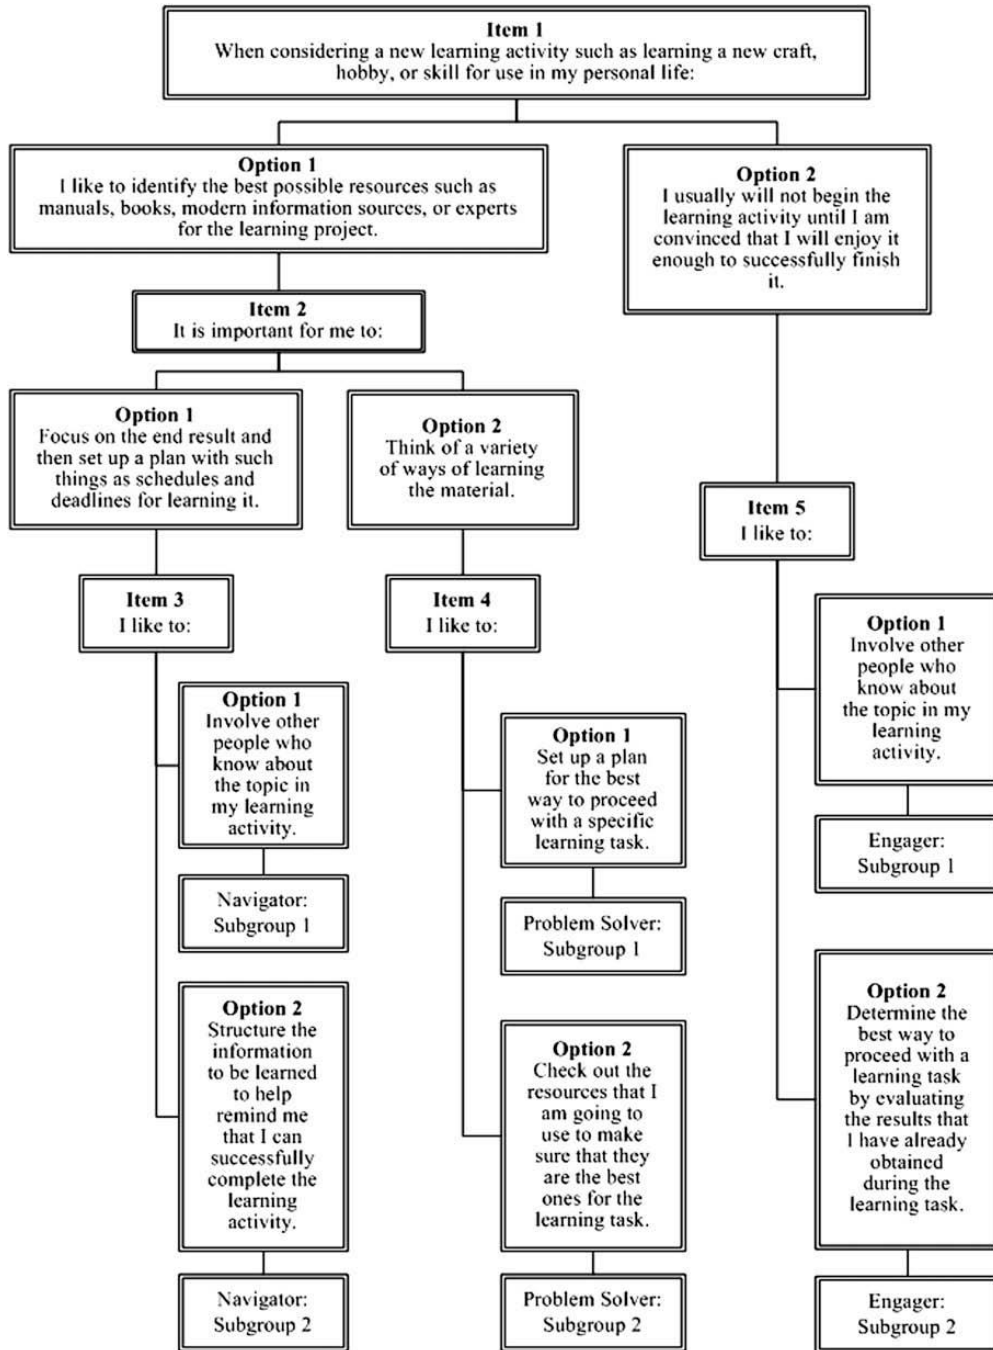 Item 1
When considering a new learning activity such as learning a new craft,
hobby, or skill for use in my personal life:
Option 1
I like to identify the best possible resources such as
manuals, books, modern information sources, or experts
for the learning project.
Option 2
I usually will not begin the
learning activity until I am
convinced that I will enjoy it
enough to successfully finish
it.
Item 2
It is important for me to:
Option 1
Focus on the end result and
then set up a plan with such
things as schedules and
deadlines for learning it.
Option 2
Think of a variety
of ways of learning
the material.
Item 5
I like to:
Item 3
I like to:
Item 4
I like to:
Option 1
Involve other
people who
know about
the topic in
my learning
activity.
Navigator:
Subgroup 1
Option 2
Structure the
information
to be learned
to help
remind me
that I can
successfully
complete the
learning
activity.
Navigator:
Subgroup 2
Option 1
Set up a plan
for the best
way to proceed
with a specific
learning task.
Problem Solver:
Subgroup 1
Option 2
Check out the
resources that I
am going to
use to make
sure that they
are the best
ones for the
learning task.
Problem Solver:
Subgroup 2
Option 1
Involve other
people who
know about
the topic in my
learning
activity.
Engager:
Subgroup 1
Option 2
Determine the
best way to
proceed with a
learning task
by evaluating
the results that
I have already
obtained
during the
learning task.
Engager:
Subgroup 2